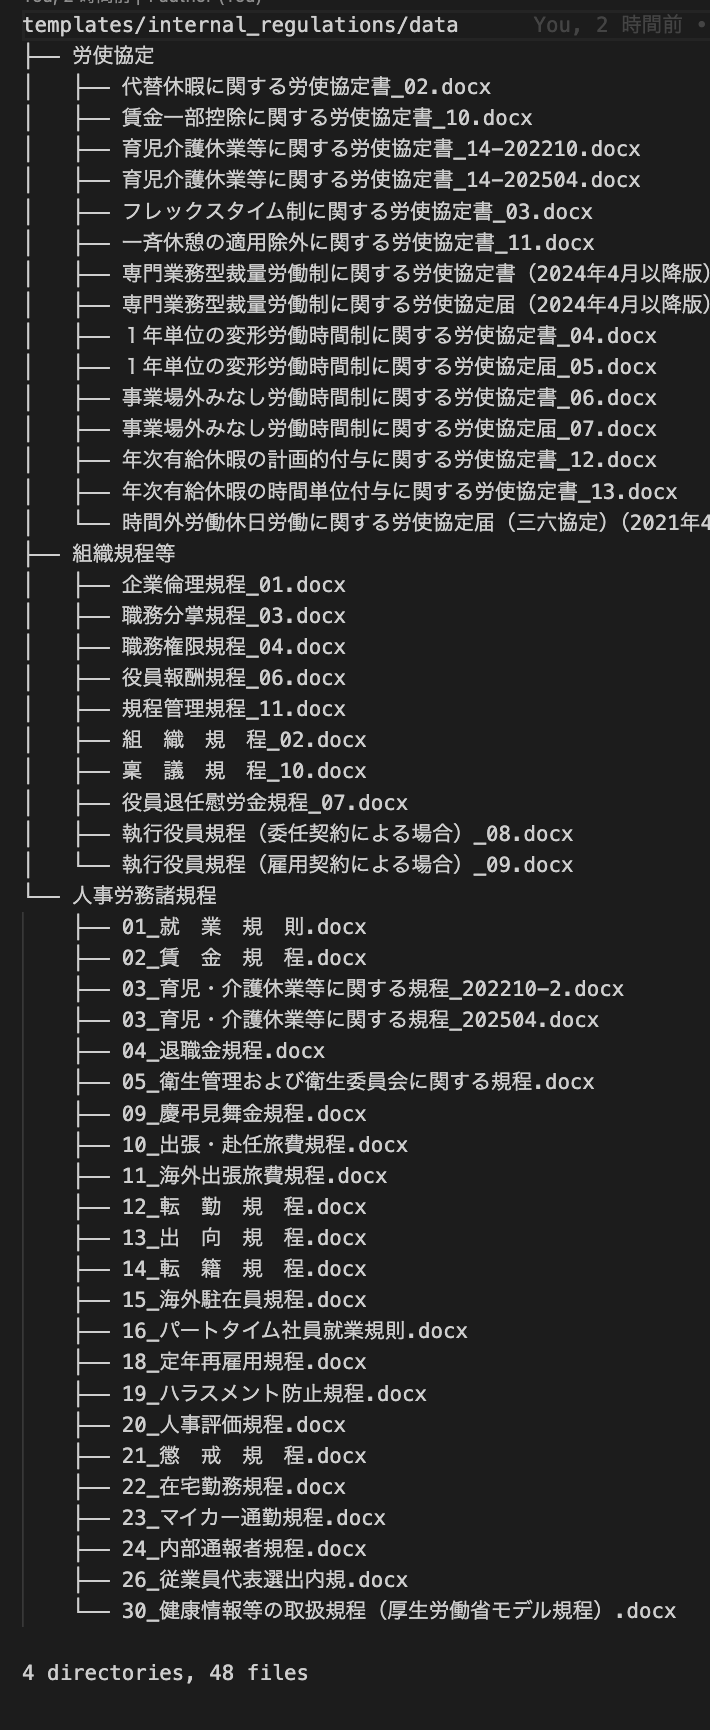 You, 2 時間前 | 1 author (You)
templates/internal_regulations/data You, 2 時間前 •
├── 労使協定
│   ├── 代替休暇に関する労使協定書_02.docx
│   ├── 賃金一部控除に関する労使協定書_10.docx
│   ├── 育児介護休業等に関する労使協定書_14-202210.docx
│   ├── 育児介護休業等に関する労使協定書_14-202504.docx
│   ├── フレックスタイム制に関する労使協定書_03.docx
│   ├── 一斉休憩の適用除外に関する労使協定書_11.docx
│   ├── 専門業務型裁量労働制に関する労使協定書（2024年4月以降版）
│   ├── 専門業務型裁量労働制に関する労使協定届（2024年4月以降版）
│   ├── １年単位の変形労働時間制に関する労使協定書_04.docx
│   ├── １年単位の変形労働時間制に関する労使協定届_05.docx
│   ├── 事業場外みなし労働時間制に関する労使協定書_06.docx
│   ├── 事業場外みなし労働時間制に関する労使協定届_07.docx
│   ├── 年次有給休暇の計画的付与に関する労使協定書_12.docx
│   ├── 年次有給休暇の時間単位付与に関する労使協定書_13.docx
│   └── 時間外労働休日労働に関する労使協定届（三六協定）（2021年4
├── 組織規程等
│   ├── 企業倫理規程_01.docx
│   ├── 職務分掌規程_03.docx
│   ├── 職務権限規程_04.docx
│   ├── 役員報酬規程_06.docx
│   ├── 規程管理規程_11.docx
│   ├── 組　織　規　程_02.docx
│   ├── 稟　議　規　程_10.docx
│   ├── 役員退任慰労金規程_07.docx
│   ├── 執行役員規程（委任契約による場合）_08.docx
│   └── 執行役員規程（雇用契約による場合）_09.docx
└── 人事労務諸規程
    ├── 01_就　業　規　則.docx
    ├── 02_賃　金　規　程.docx
    ├── 03_育児・介護休業等に関する規程_202210-2.docx
    ├── 03_育児・介護休業等に関する規程_202504.docx
    ├── 04_退職金規程.docx
    ├── 05_衛生管理および衛生委員会に関する規程.docx
    ├── 09_慶弔見舞金規程.docx
    ├── 10_出張・赴任旅費規程.docx
    ├── 11_海外出張旅費規程.docx
    ├── 12_転　勤　規　程.docx
    ├── 13_出　向　規　程.docx
    ├── 14_転　籍　規　程.docx
    ├── 15_海外駐在員規程.docx
    ├── 16_パートタイム社員就業規則.docx
    ├── 18_定年再雇用規程.docx
    ├── 19_ハラスメント防止規程.docx
    ├── 20_人事評価規程.docx
    ├── 21_懲　戒　規　程.docx
    ├── 22_在宅勤務規程.docx
    ├── 23_マイカー通勤規程.docx
    ├── 24_内部通報者規程.docx
    ├── 26_従業員代表選出内規.docx
    └── 30_健康情報等の取扱規程（厚生労働省モデル規程）.docx
4 directories, 48 files